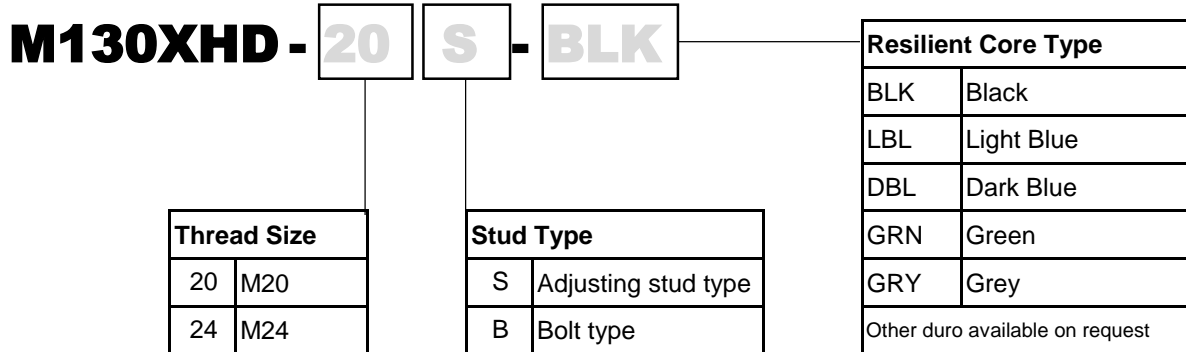 M130XHD - 20 S - BLK
Resilient Core Type
BLK Black
LBL Light Blue
DBL Dark Blue
GRN Green
GRY Grey
Other duro available on request
Thread Size
20 M20
24 M24
Stud Type
S Adjusting stud type
B Bolt type